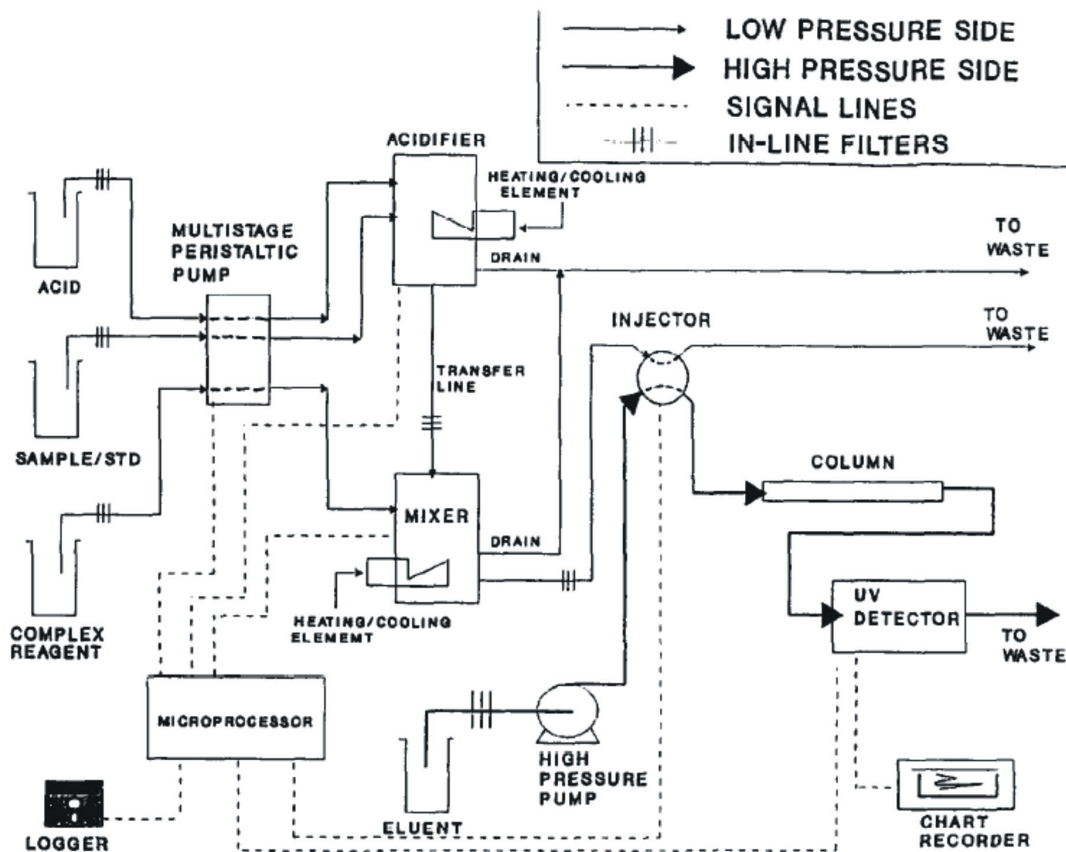 LOW PRESSURE SIDE
HIGH PRESSURE SIDE
SIGNAL LINES
IN-LINE FILTERS
ACIDIFIER
HEATING/COOLING
ELEMENT
MULTISTAGE
PERISTALTIC
PUMP
ACID
DRAIN
TO
WASTE
INJECTOR
TO
WASTE
TRANSFER
LINE
SAMPLE/STD
COLUMN
MIXER
DRAIN
UV
DETECTOR
HEATING/COOLING
ELEMEMT
COMPLEX
REAGENT
TO
WASTE
MICROPROCESSOR
HIGH
PRESSURE
PUMP
ELUENT
LOGGER
CHART
RECORDER